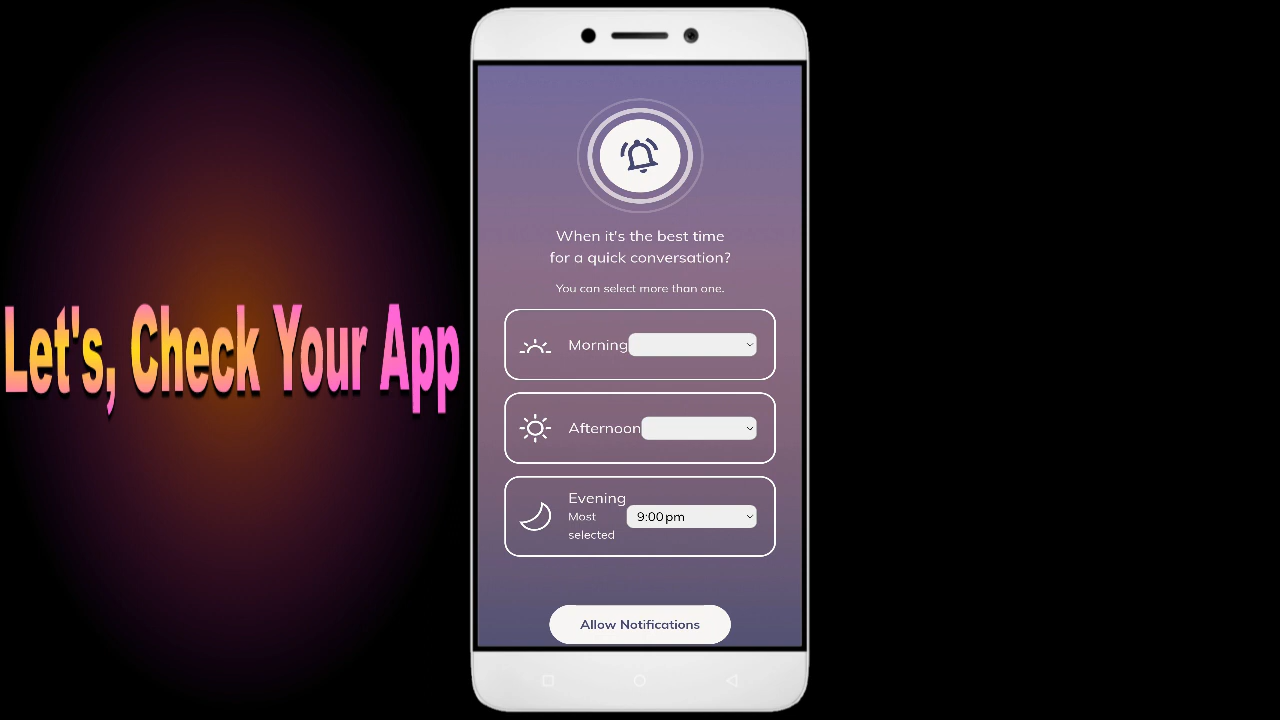 Let's, Check Your App
When it's the best time
for a quick conversation?
You can select more than one.
Morning
Afternoon
Evening
Most
selected
9:00 pm
Allow Notifications